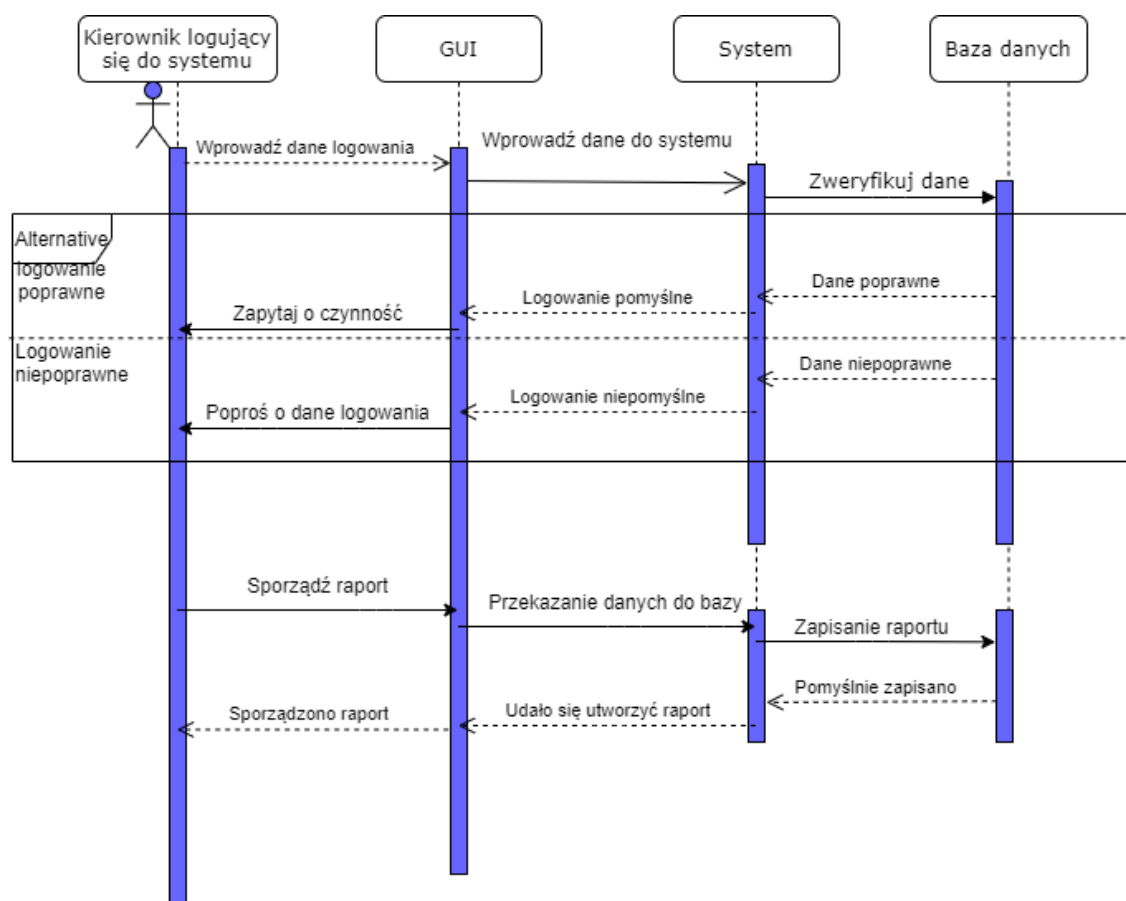 Kierownik logujący
się do systemu
GUI
System
Baza danych
Wprowadź dane logowania
Wprowadź dane do systemu
Zweryfikuj dane
Alternative
logowanie
poprawne
Dane poprawne
Logowanie pomyślne
Zapytaj o czynność
Logowanie
niepoprawne
Dane niepoprawne
Logowanie niepomyślne
Poproś o dane logowania
Sporządź raport
Przekazanie danych do bazy
Zapisanie raportu
Pomyślnie zapisano
Udało się utworzyć raport
Sporządzono raport